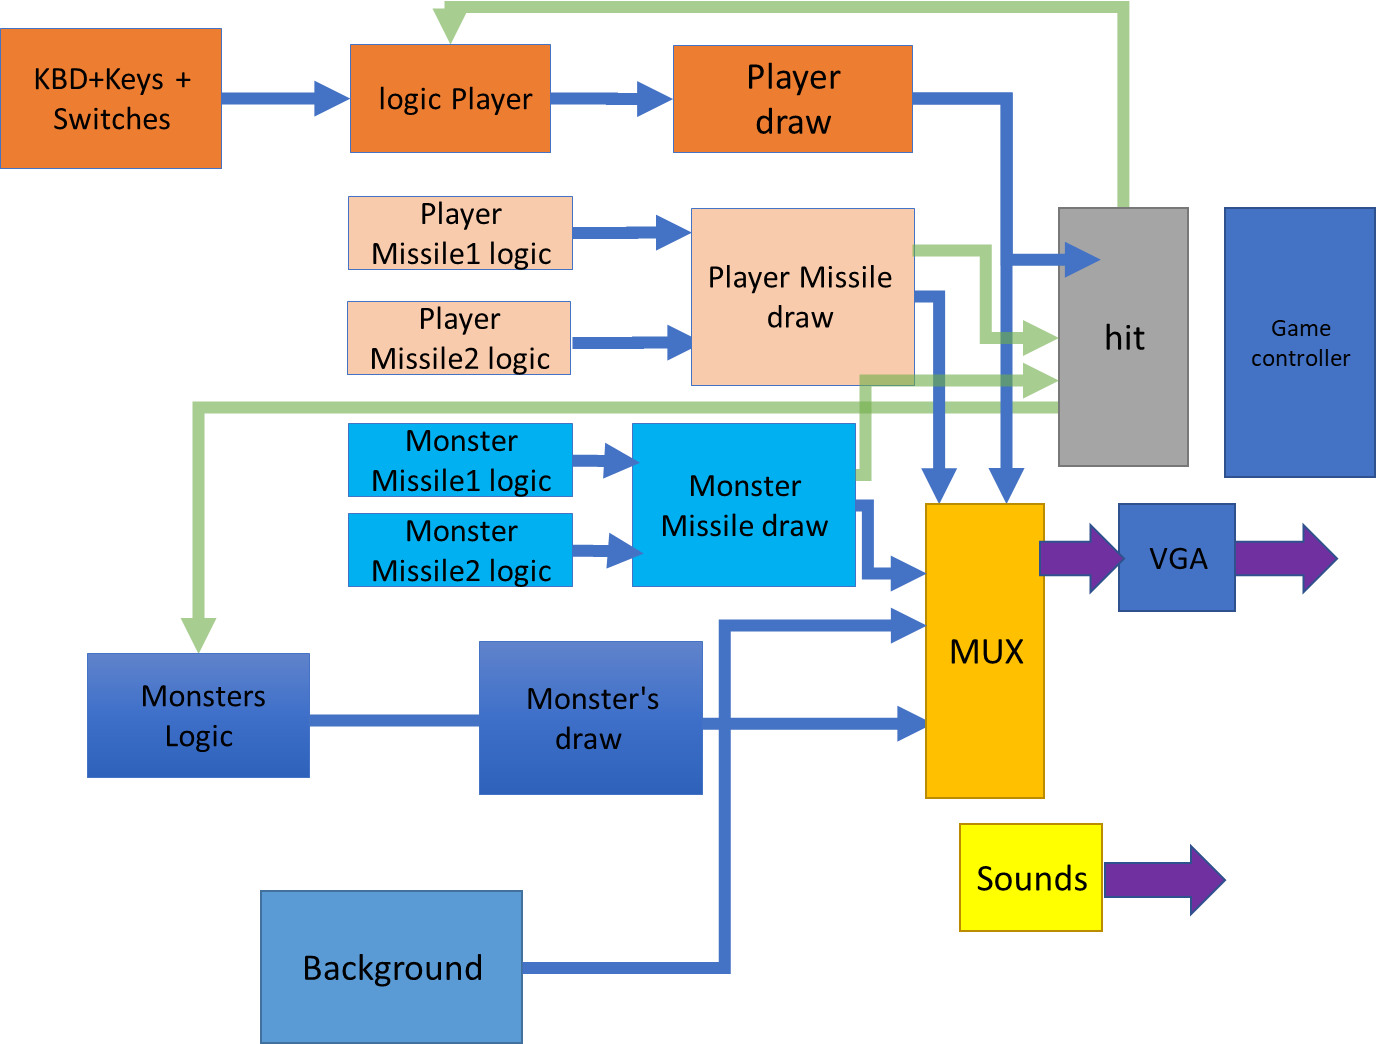 KBD+Keys +
Switches
logic Player
Player
draw
Player
Missile1 logic
Player
Missile2 logic
Player Missile
draw
hit
Game
controller
Monster
Missile1 logic
Monster
Missile2 logic
Monster
Missile draw
MUX
VGA
Monsters
Logic
Monster's
draw
Sounds
Background